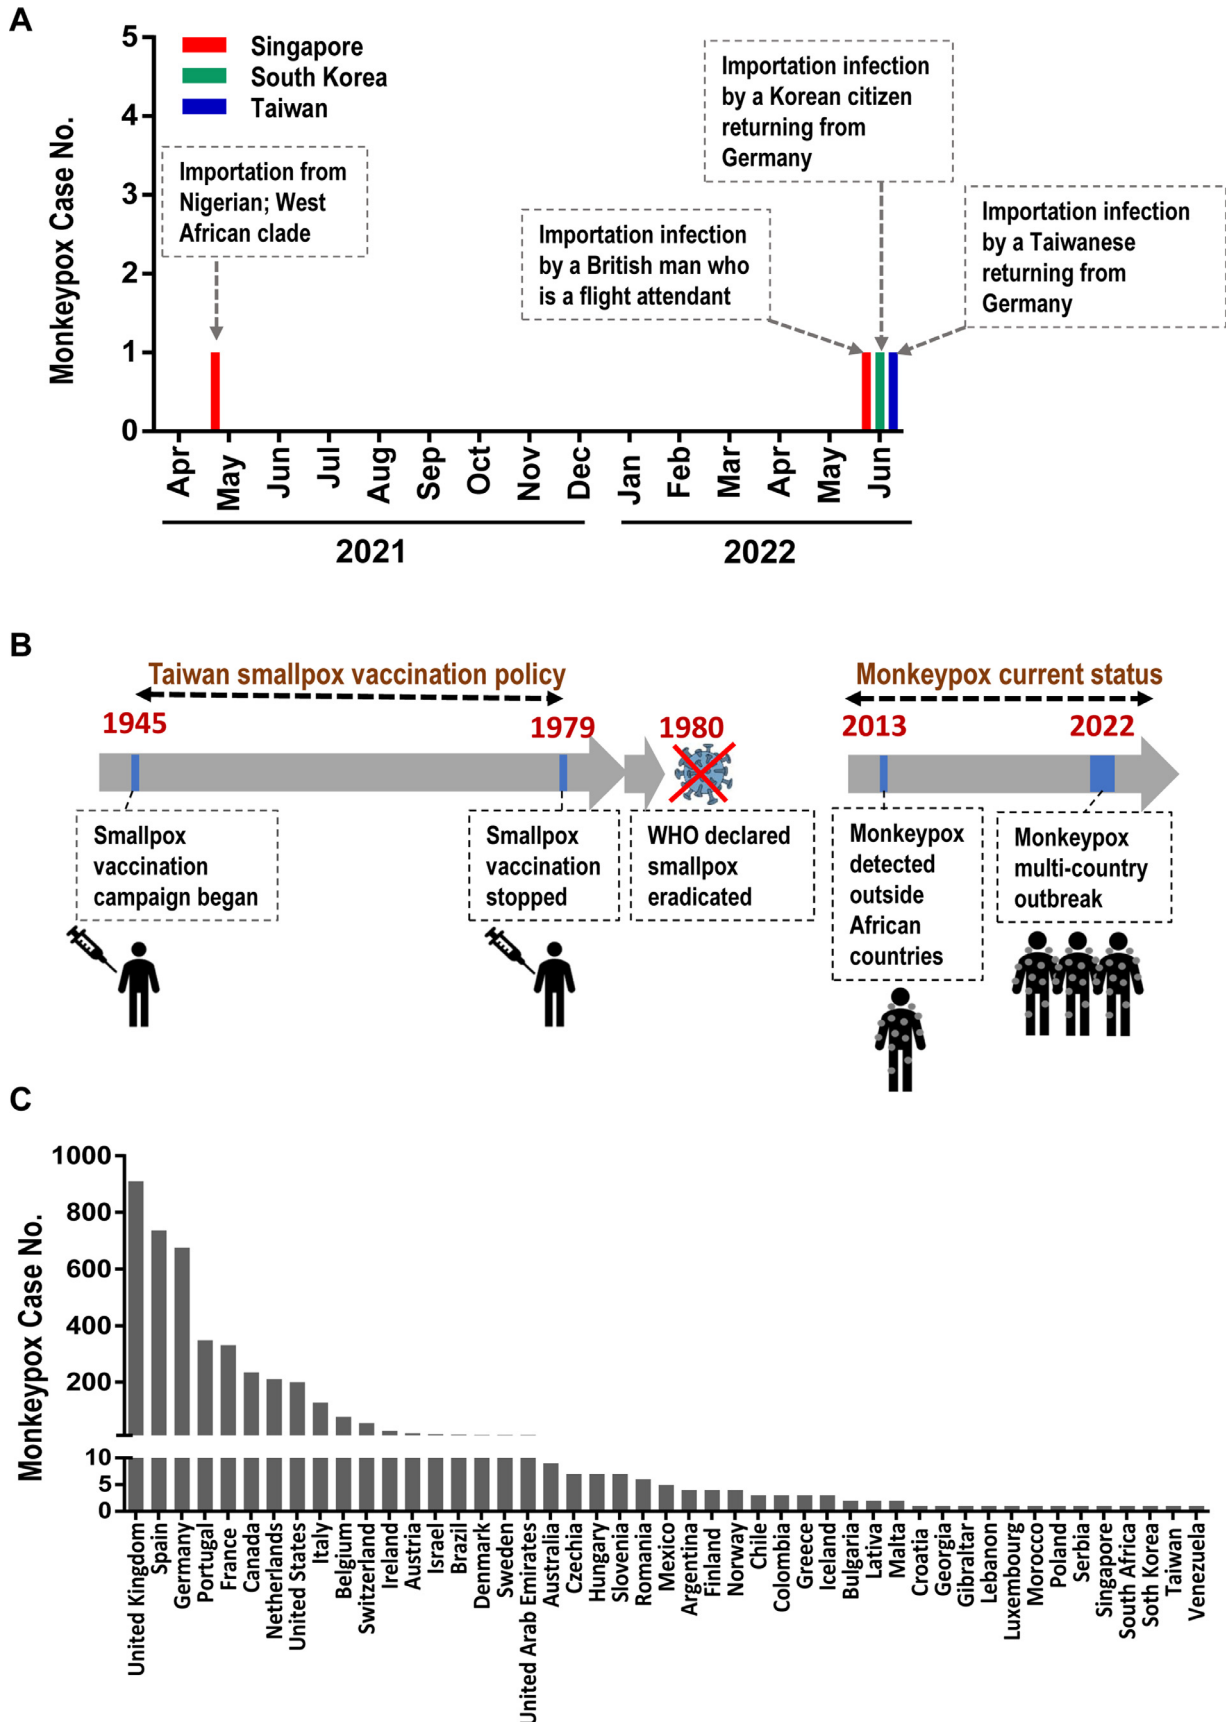 A
Monkeypox Case No.
5
4
3
2
1
0
Singapore
South Korea
Taiwan
Importation from
Nigerian; West
African clade
Importation infection
by a British man who
is a flight attendant
Importation infection
by a Korean citizen
returning from
Germany
Importation infection
by a Taiwanese
returning from
Germany
Apr
May
Jun
Jul
Aug
Sep
Oct
Nov
Dec
Jan
Feb
Mar
Apr
May
Jun
2021
2022
B
Taiwan smallpox vaccination policy
Monkeypox current status
1945
1979
1980
2013
2022
Smallpox
vaccination
campaign began
Smallpox
vaccination
stopped
WHO declared
smallpox
eradicated
Monkeypox
detected
outside
African
countries
Monkeypox
multi-country
outbreak
C
Monkeypox Case No.
1000
800
600
400
200
10
5
0
United Kingdom
Spain
Germany
Portugal
France
Canada
Netherlands
United States
Italy
Belgium
Switzerland
Ireland
Austria
Israel
Brazil
Denmark
Sweden
United Arab Emirates
Australia
Czechia
Hungary
Slovenia
Romania
Mexico
Argentina
Finland
Norway
Chile
Colombia
Greece
Iceland
Bulgaria
Lativa
Malta
Croatia
Georgia
Gibraltar
Lebanon
Luxembourg
Morocco
Poland
Serbia
Singapore
South Africa
Soth Korea
Taiwan
Venezuela